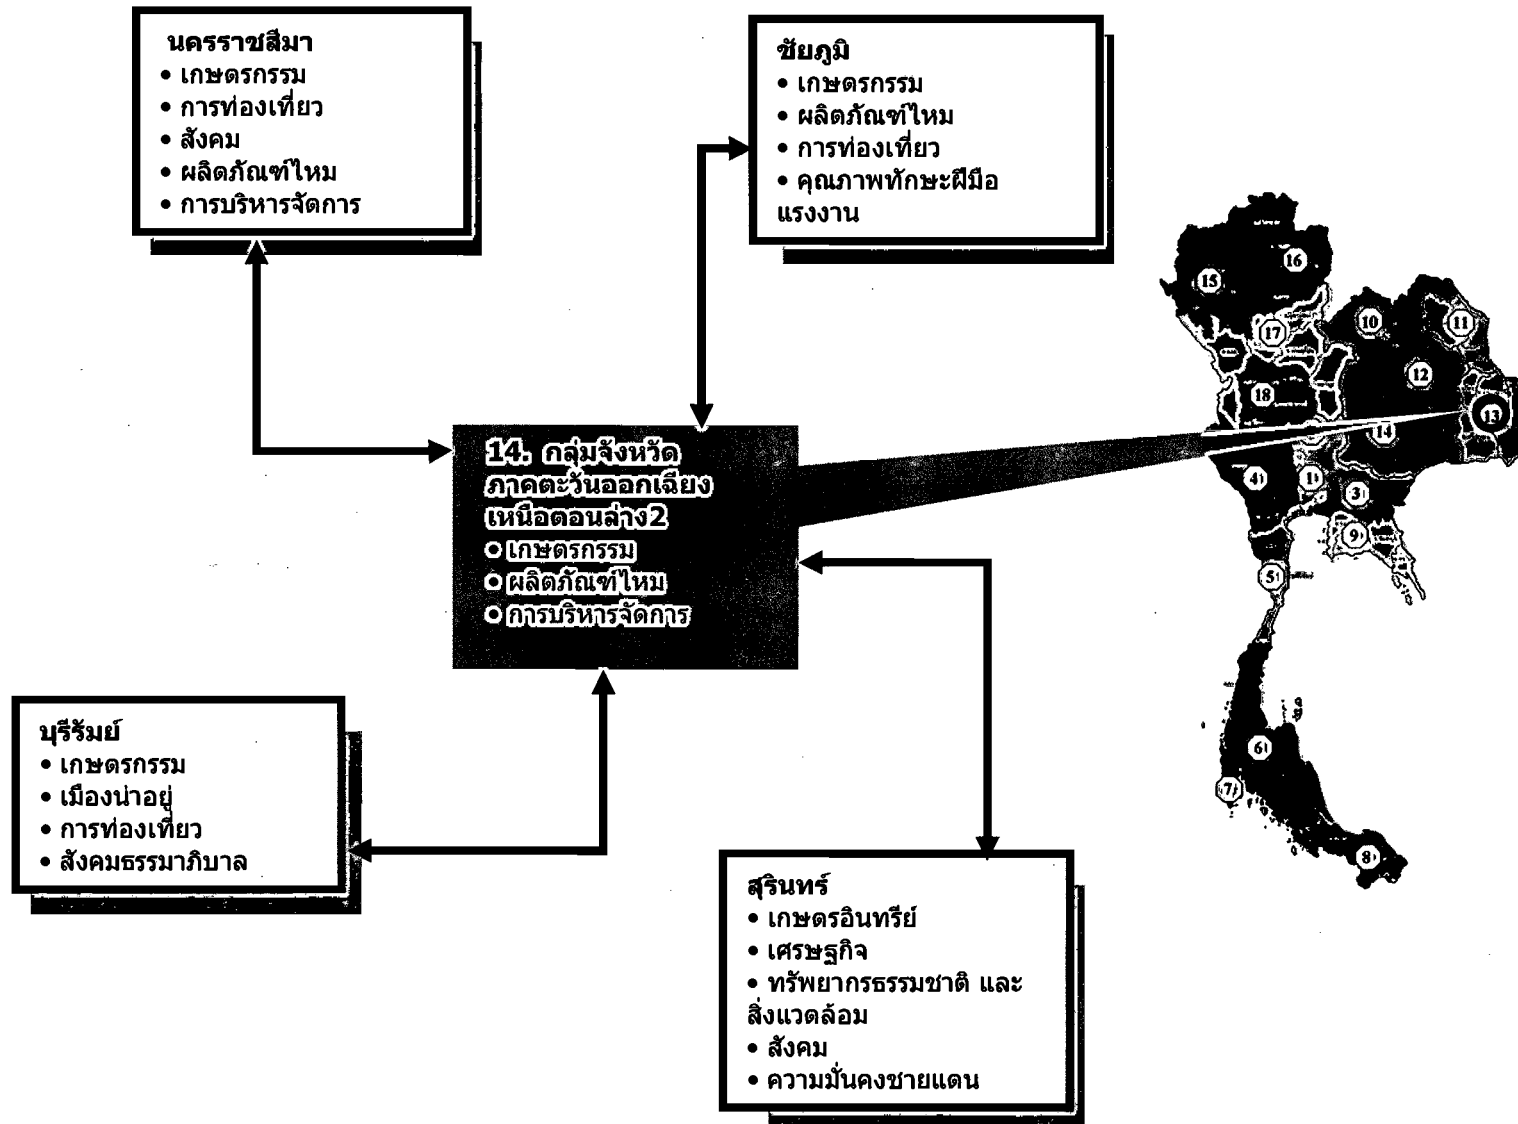 นครราชสีมา
• เกษตรกรรม
• การท่องเที่ยว
• สังคม
• ผลิตภัณฑ์ไหม
• การบริหารจัดการ
ชัยภูมิ
• เกษตรกรรม
• ผลิตภัณฑ์ไหม
• การท่องเที่ยว
• คุณภาพทักษะฝีมือ
แรงงาน
14. กลุ่มจังหวัด
ภาคตะวันออกเฉียง
เหนือตอนล่าง2
• เกษตรกรรม
• ผลิตภัณฑ์ไหม
• การบริหารจัดการ
บุรีรัมย์
• เกษตรกรรม
• เมืองน่าอยู่
• การท่องเที่ยว
• สังคมธรรมาภิบาล
สุรินทร์
• เกษตรอินทรีย์
• เศรษฐกิจ
• ทรัพยากรธรรมชาติ และ
สิ่งแวดล้อม
• สังคม
• ความมั่นคงชายแดน
16
15
10
11
17
12
18
13
14
4
1
3
9
5
6
7
8